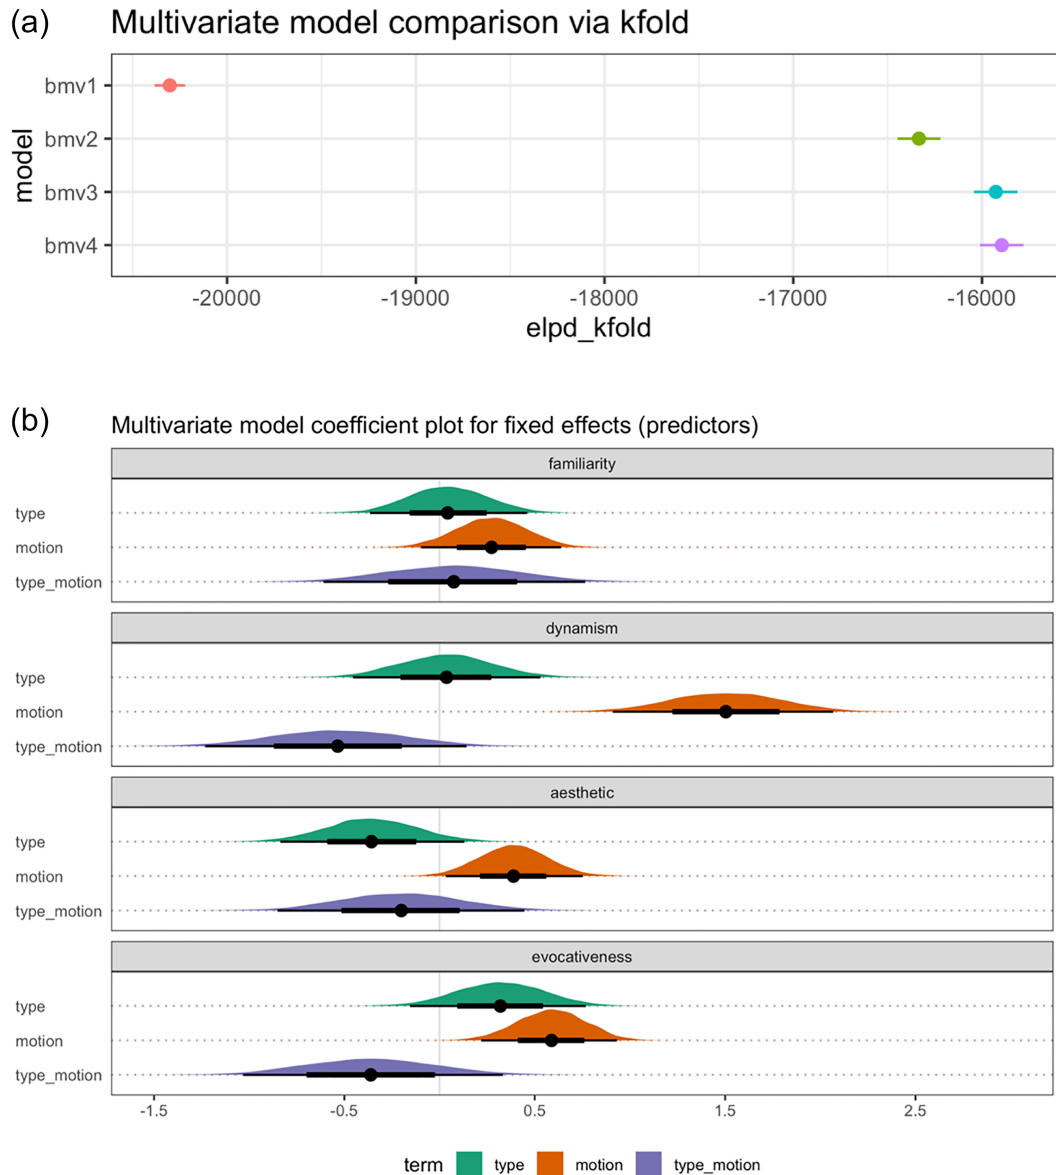 (a) Multivariate model comparison via kfold
model
bmv1
bmv2
bmv3
bmv4
-20000 -19000 -18000 -17000 -16000
elpd_kfold
(b) Multivariate model coefficient plot for fixed effects (predictors)
familiarity
type
motion
type_motion
dynamism
type
motion
type_motion
aesthetic
type
motion
type_motion
evocativeness
type
motion
type_motion
-1.5 -0.5 0.5 1.5 2.5
term type motion type_motion